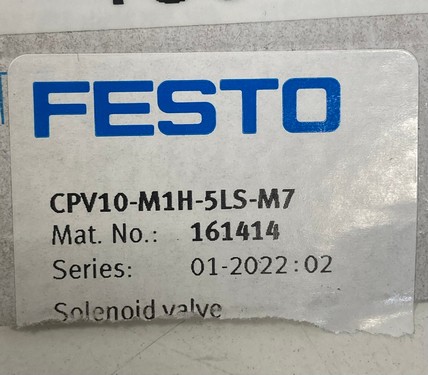 FESTO
CPV10-M1H-5LS-M7
Mat. No.: 161414
Series: 01-2022:02
Solenoid valve